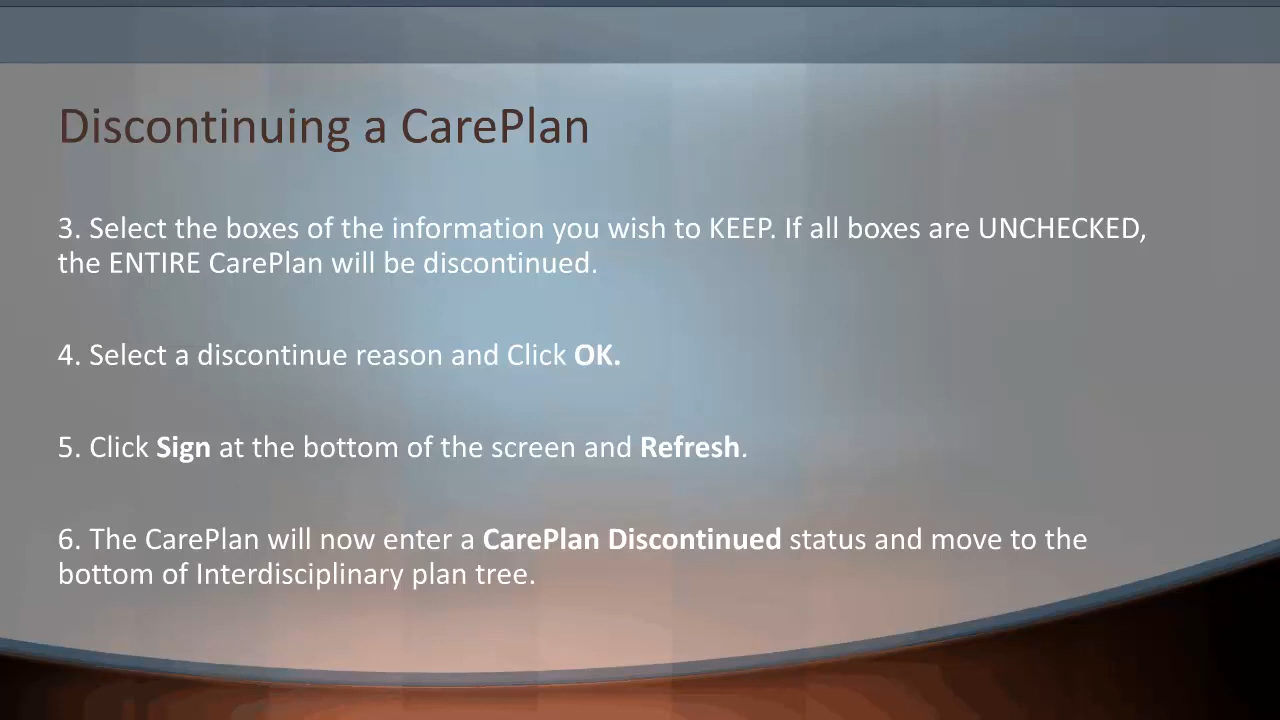 Discontinuing a CarePlan
3. Select the boxes of the information you wish to KEEP. If all boxes are UNCHECKED,
the ENTIRE CarePlan will be discontinued.
4. Select a discontinue reason and Click OK.
5. Click Sign at the bottom of the screen and Refresh.
6. The CarePlan will now enter a CarePlan Discontinued status and move to the
bottom of Interdisciplinary plan tree.